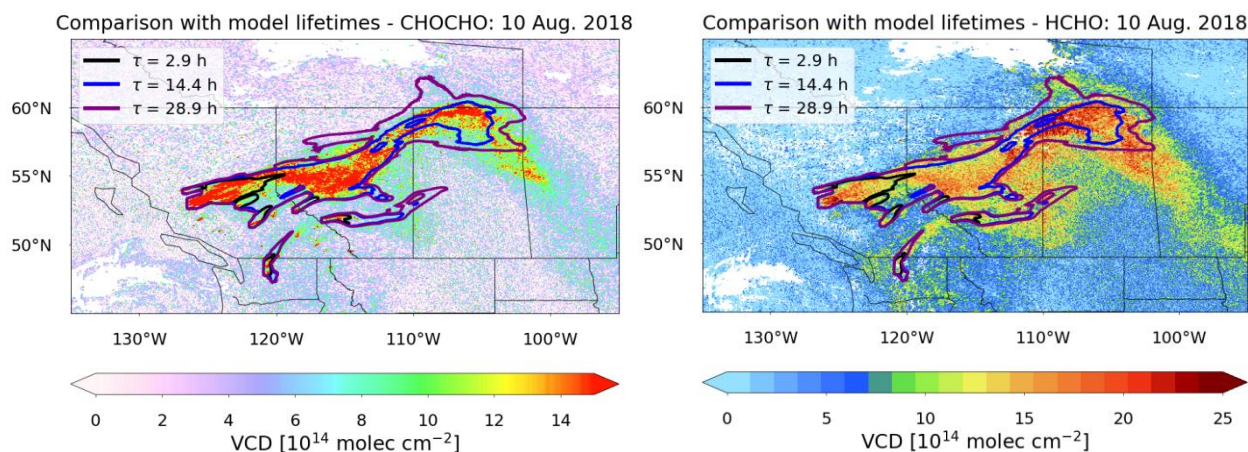 Comparison with model lifetimes - CHOCHO: 10 Aug. 2018
τ = 2.9 h
τ = 14.4 h
τ = 28.9 h
60°N
55°N
50°N
130°W 120°W 110°W 100°W
0 2 4 6 8 10 12 14
VCD [10¹⁴ molec cm⁻²]
Comparison with model lifetimes - HCHO: 10 Aug. 2018
τ = 2.9 h
τ = 14.4 h
τ = 28.9 h
60°N
55°N
50°N
130°W 120°W 110°W 100°W
0 5 10 15 20 25
VCD [10¹⁴ molec cm⁻²]